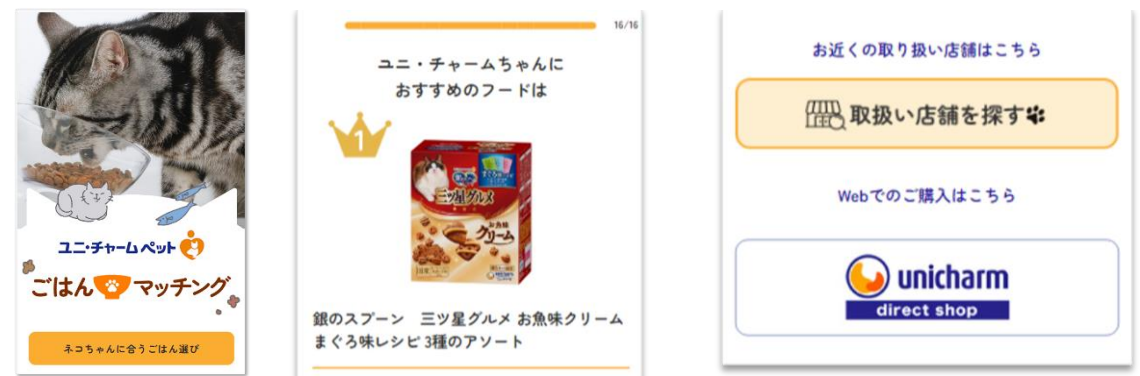 ユニ・チャームペット
ごはん マッチング
ネコちゃんに合うごはん選び
16/16
ユニ・チャームちゃんに
おすすめのフードは
1
三ツ星グルメ
お魚味
クリーム
銀のスプーン 三ツ星グルメ お魚味クリーム
まぐろ味レシピ 3種のアソート
お近くの取り扱い店舗はこちら
取扱い店舗を探す
Webでのご購入はこちら
unicharm
direct shop